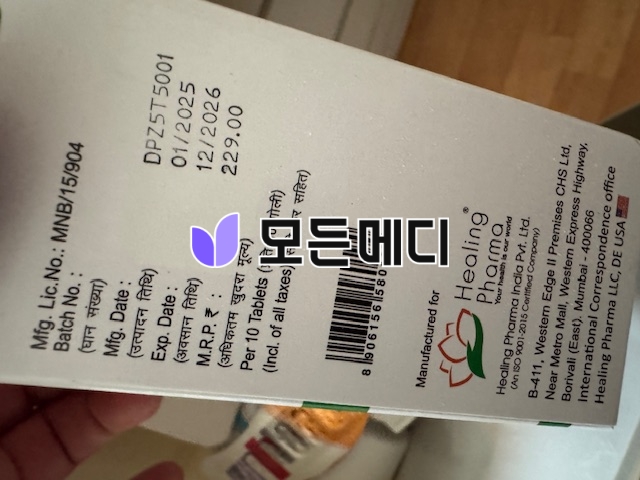 Mfg. Lic.No.: MNB/15/904
Batch No. : DPZ5T5001
(घान संख्या)
Mfg. Date : 01/2025
(उत्पादन तिथि)
Exp. Date : 12/2026
(अवसान तिथि)
M.R.P. ₹ : 229.00
(अधिकतम खुदरा मूल्य)
Per 10 Tablets
(Incl. of all taxes)
모든메디
Manufactured for
Healing®
Pharma
Your health is our world
Healing Pharma India Pvt. Ltd.
(An ISO 9001-2015 Certified Company)
B-411, Western Edge II Premises CHS Ltd,
Near Metro Mall, Western Express Highway,
Borivali (East). Mumbai - 400066
International Correspondence office
Healing Pharma LLC, DE USA